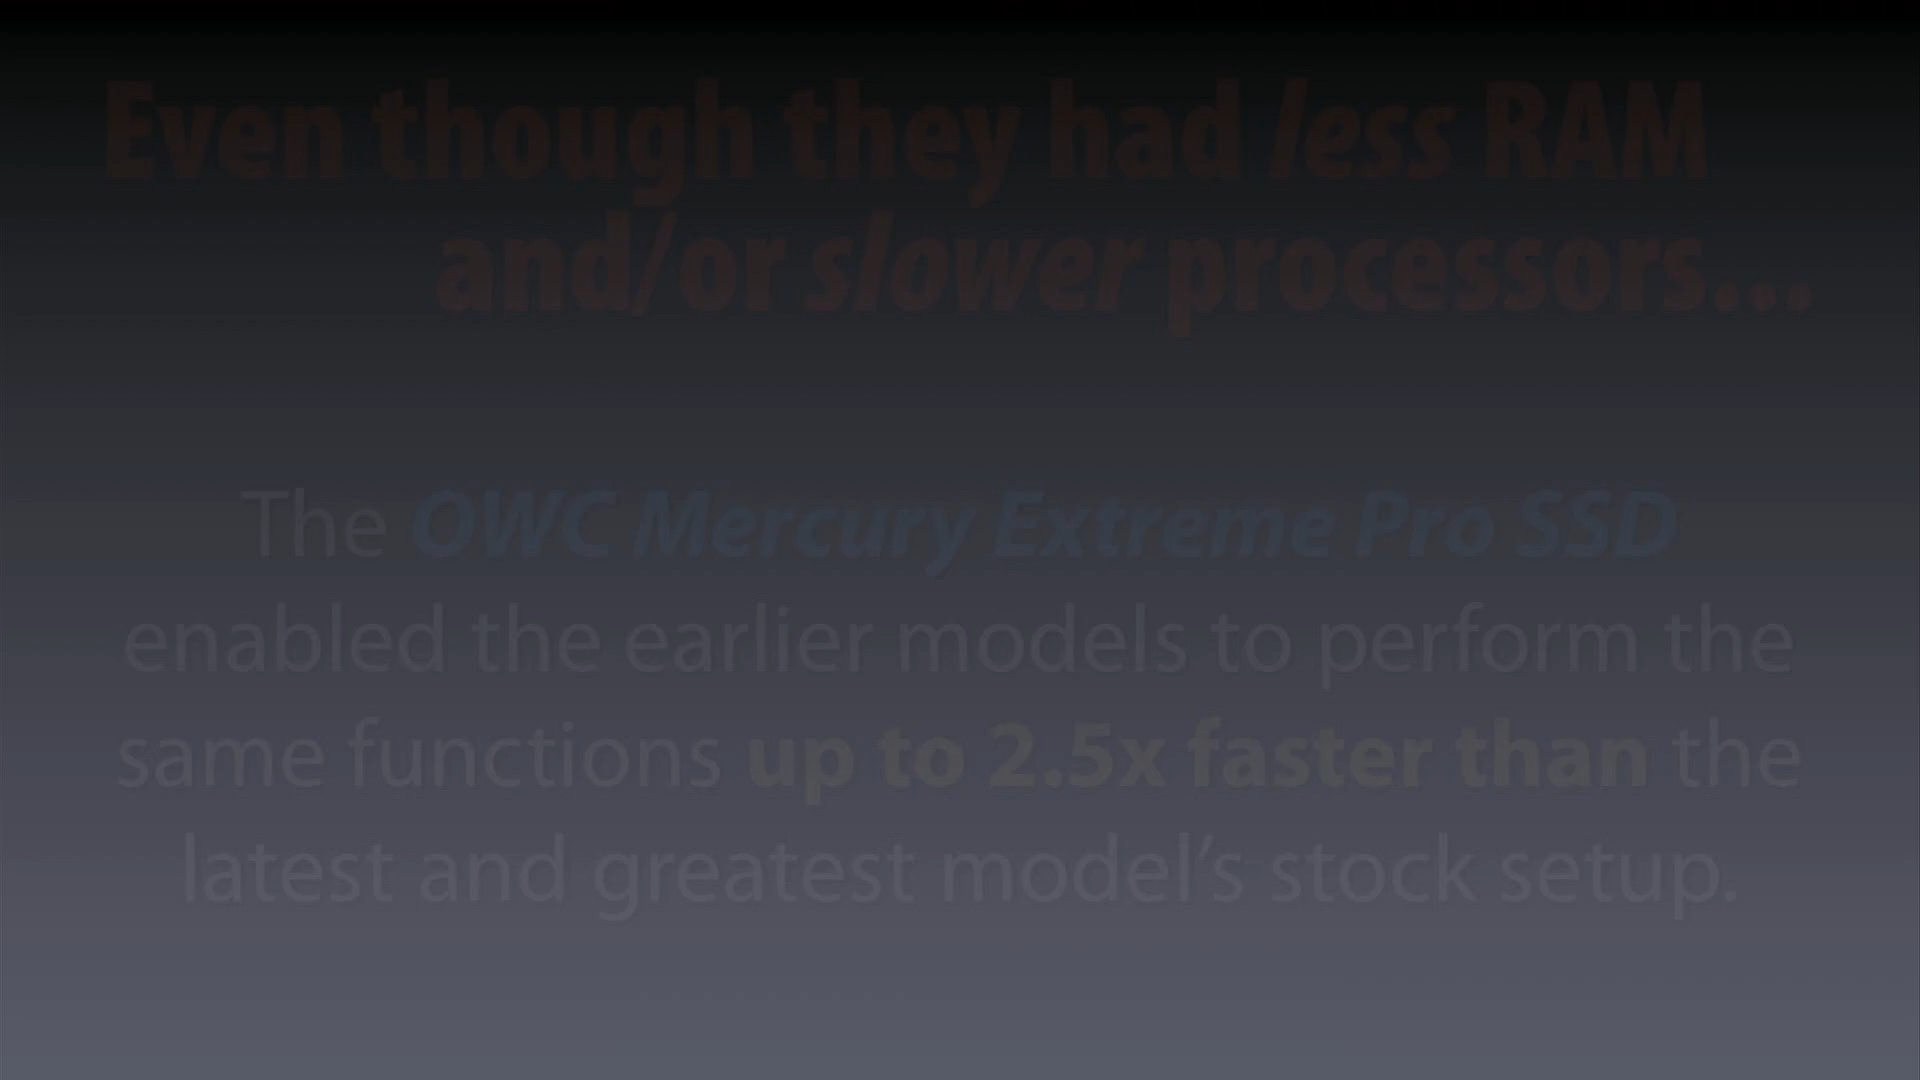 Even though they had less RAM
and/or slower processors...
The OWC Mercury Extreme Pro SSD
enabled the earlier models to perform the
same functions up to 2.5x faster than the
latest and greatest model’s stock setup.